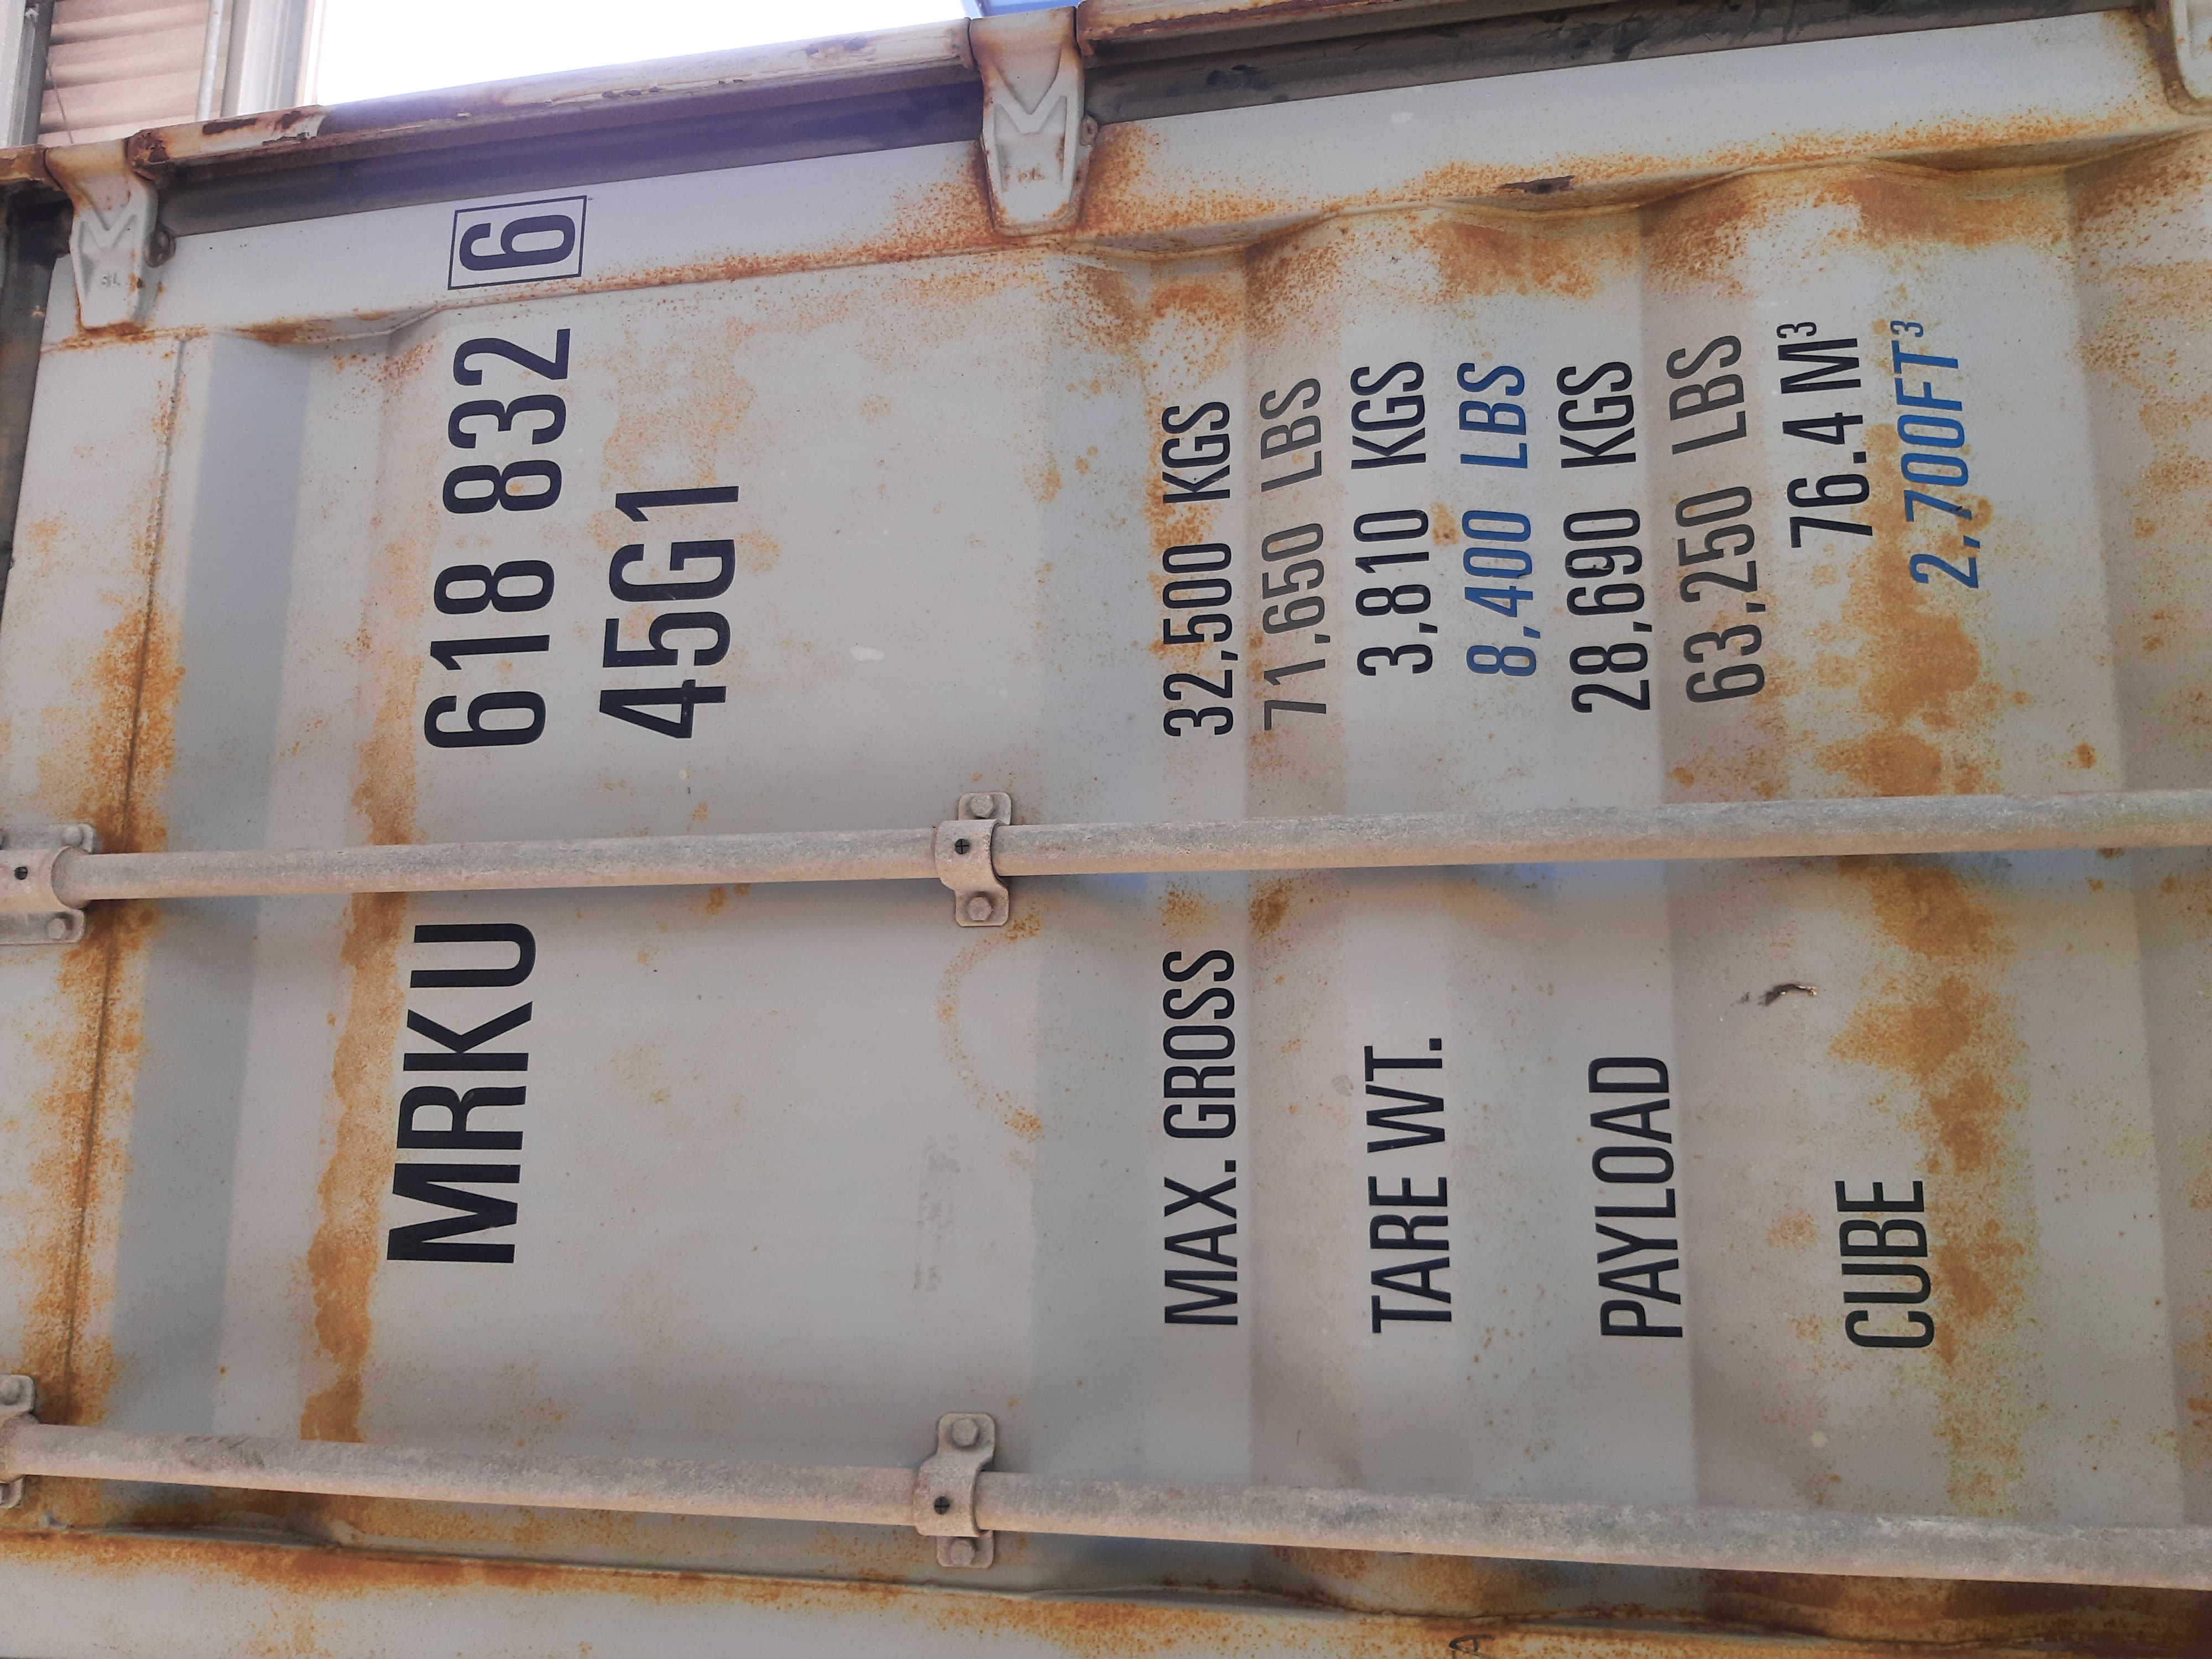 MRKU 618 832 6
45G1
MAX. GROSS 32,500 KGS
71,650 LBS
TARE WT. 3,810 KGS
8,400 LBS
PAYLOAD 28,690 KGS
63,250 LBS
CUBE 76.4 M³
2,700FT³